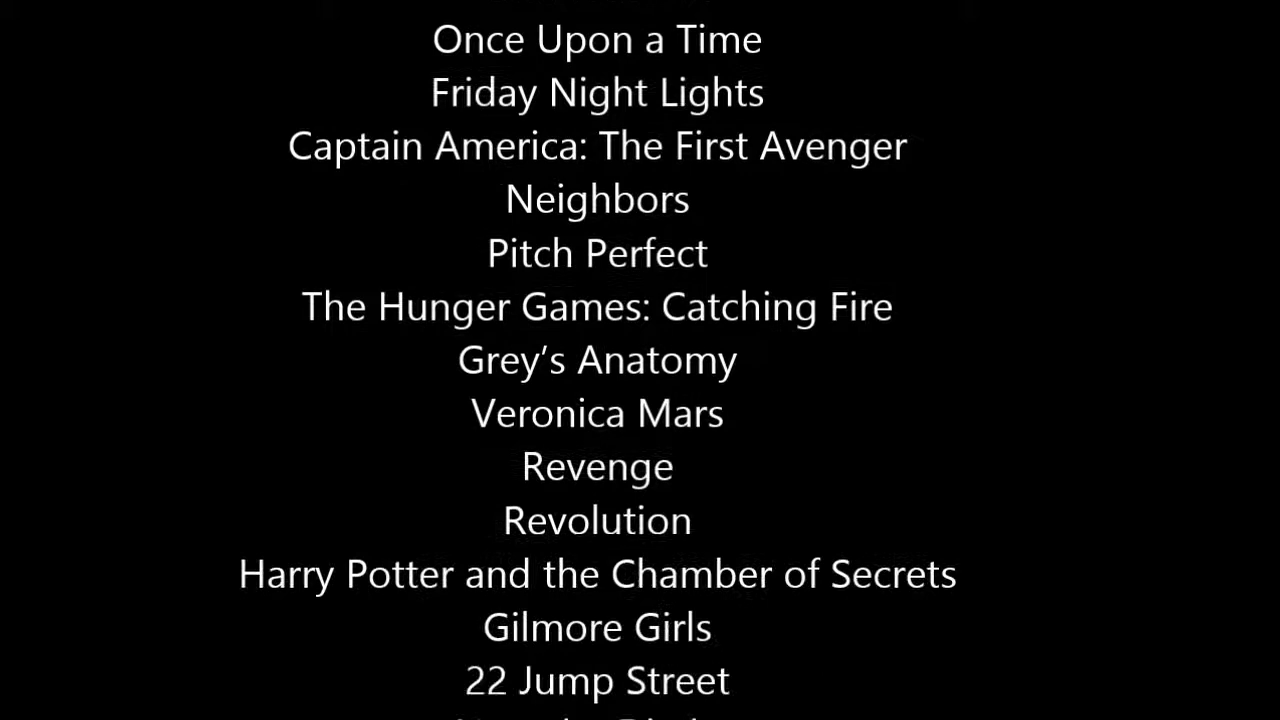 Once Upon a Time
Friday Night Lights
Captain America: The First Avenger
Neighbors
Pitch Perfect
The Hunger Games: Catching Fire
Grey’s Anatomy
Veronica Mars
Revenge
Revolution
Harry Potter and the Chamber of Secrets
Gilmore Girls
22 Jump Street